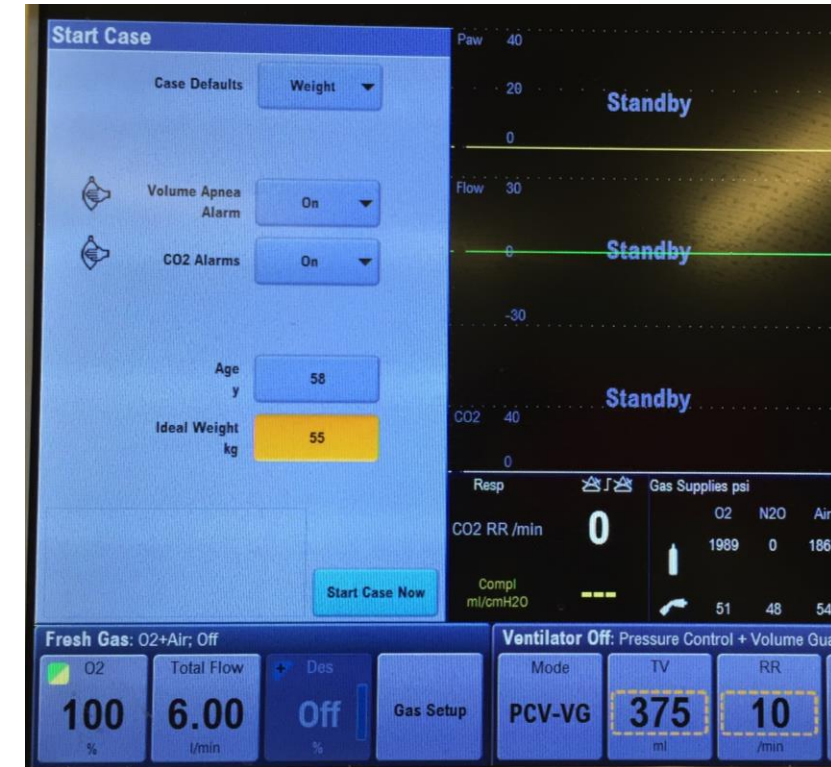 Start Case
Case Defaults Weight
Volume Apnea Alarm On
CO2 Alarms On
Age y 58
Ideal Weight kg 55
Start Case Now
Paw 40
20
Standby
0
Flow 30
0
Standby
-30
Standby
CO2 40
0
Resp
CO2 RR /min 0
Compl
ml/cmH2O ---
Gas Supplies psi
O2 N2O Air
1989 0 186
51 48 54
Fresh Gas: O2+Air; Off
O2
100
%
Total Flow
6.00
l/min
Des
Off
%
Gas Setup
Ventilator Off: Pressure Control + Volume Gua
Mode
PCV-VG
TV
375
ml
RR
10
/min